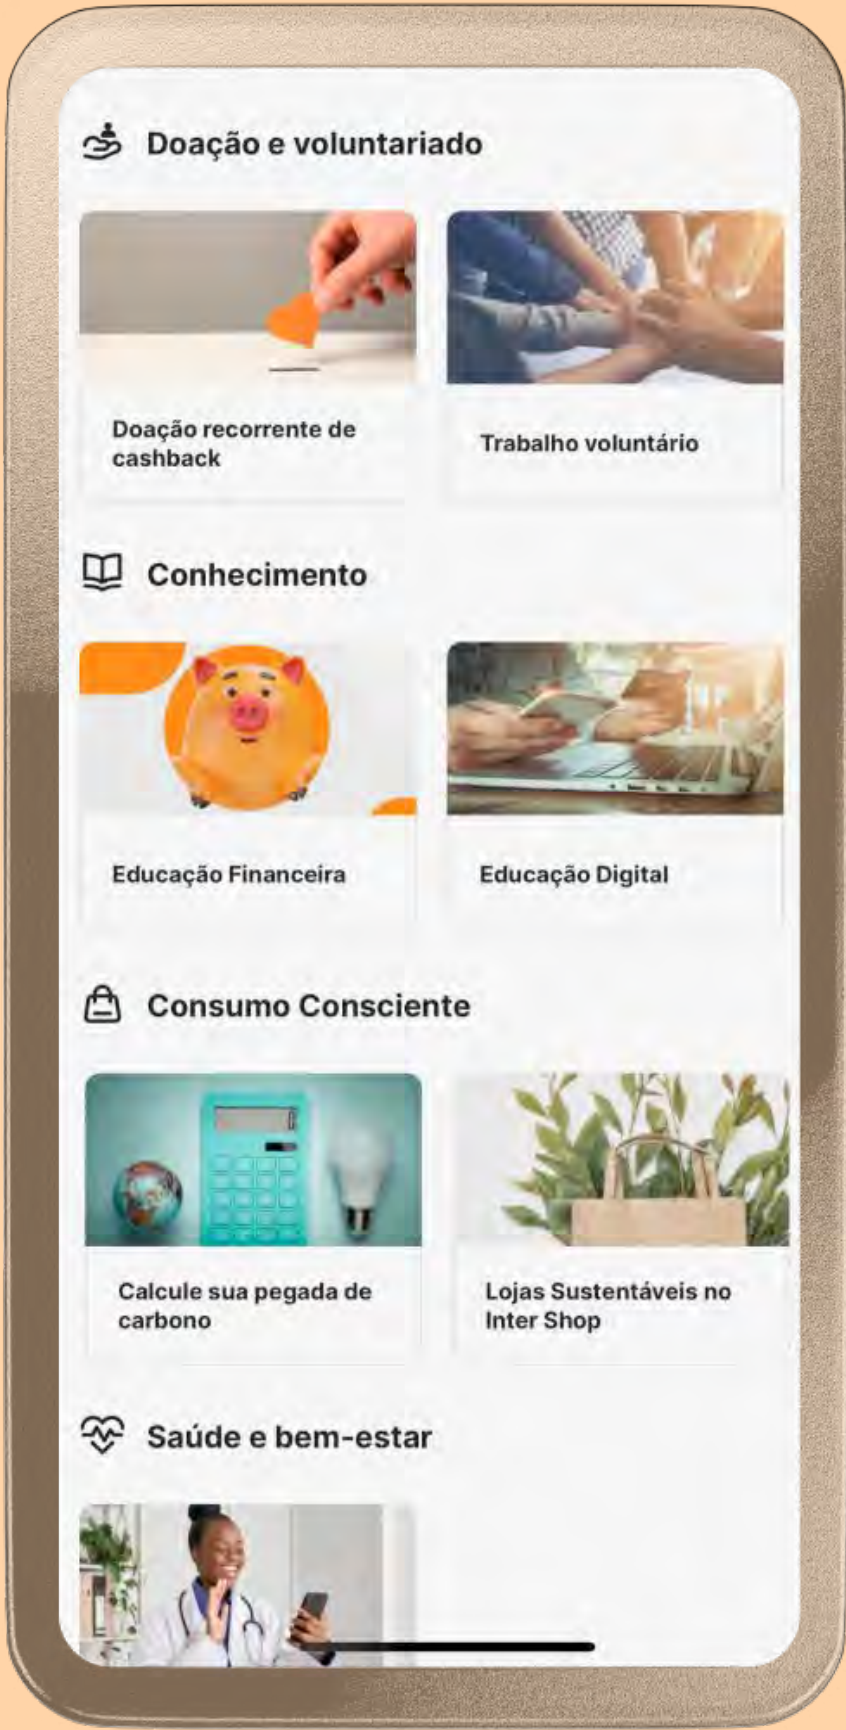 Doação e voluntariado
Doação recorrente de
cashback
Trabalho voluntário
Conhecimento
Educação Financeira
Educação Digital
Consumo Consciente
Calcule sua pegada de
carbono
Lojas Sustentáveis no
Inter Shop
Saúde e bem-estar